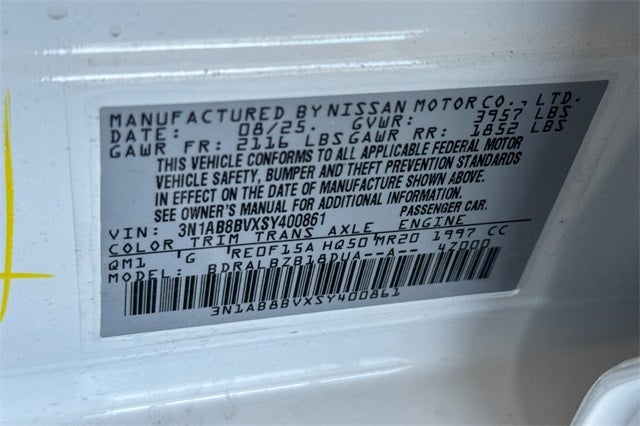 MANUFACTURED BY NISSAN MOTOR CO., LTD.
DATE: 08/25. GVWR: 3957 LBS
GAWR FR: 2116 LBS GAWR RR: 1852 LBS
THIS VEHICLE CONFORMS TO ALL APPLICABLE FEDERAL MOTOR
VEHICLE SAFETY, BUMPER AND THEFT PREVENTION STANDARDS
IN EFFECT ON THE DATE OF MANUFACTURE SHOWN ABOVE.
SEE OWNER'S MANUAL FOR ADDITIONAL INFORMATION.
VIN: 3N1AB8BVXSY400861 PASSENGER CAR.
COLOR TRIM TRANS AXLE ENGINE
QM1 'G RE0F15A HQ50 MR20 1997 CC
MODEL: BDRALBZB18DUA--A-- 47000
3N1AB8BVXSY400861